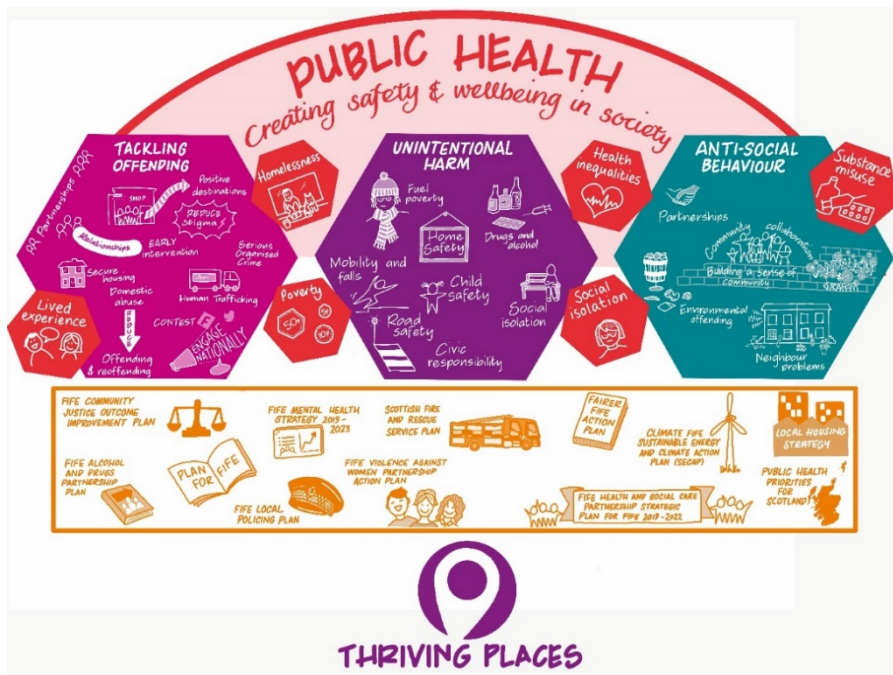 PUBLIC HEALTH
Creating safety & wellbeing in society
TACKLING
OFFENDING
Partnerships
SHOP
Positive
destinations
REDUCE
Stigma
Relationships
EARLY
intervention
Serious
Organised
Crime
Secure
housing
Human Trafficking
Domestic
abuse
REDUCE
CONTEST
ENGAGE
NATIONALLY
Offending
& reoffending
Lived
experience
Homelessness
Poverty
50P
10P
UNINTENTIONAL
HARM
Fuel
poverty
Home
Safety
Drugs and
alcohol
Mobility and
falls
Child
safety
Social
isolation
Road
safety
Civic
responsibility
Health
inequalities
Social
isolation
ANTI-SOCIAL
BEHAVIOUR
Substance
misuse
Partnerships
Community collaboration
Building a sense of
community
Environmental
offending
Neighbour
problems
FIFE COMMUNITY
JUSTICE OUTCOME
IMPROVEMENT PLAN
FIFE MENTAL HEALTH
STRATEGY 2019-
2023
SCOTTISH FIRE
AND RESCUE
SERVICE PLAN
FAIRER
FIFE
ACTION
PLAN
CLIMATE FIFE
SUSTAINABLE ENERGY
AND CLIMATE ACTION
PLAN (SECAP)
LOCAL HOUSING
STRATEGY
FIFE ALCOHOL
AND DRUGS
PARTNERSHIP
PLAN
PLAN FOR FIFE
FIFE LOCAL
POLICING PLAN
FIFE VIOLENCE AGAINST
WOMEN PARTNERSHIP
ACTION PLAN
FIFE HEALTH AND SOCIAL CARE
PARTNERSHIP STRATEGIC
PLAN FOR FIFE 2019-2022
PUBLIC HEALTH
PRIORITIES
FOR
SCOTLAND
THRIVING PLACES